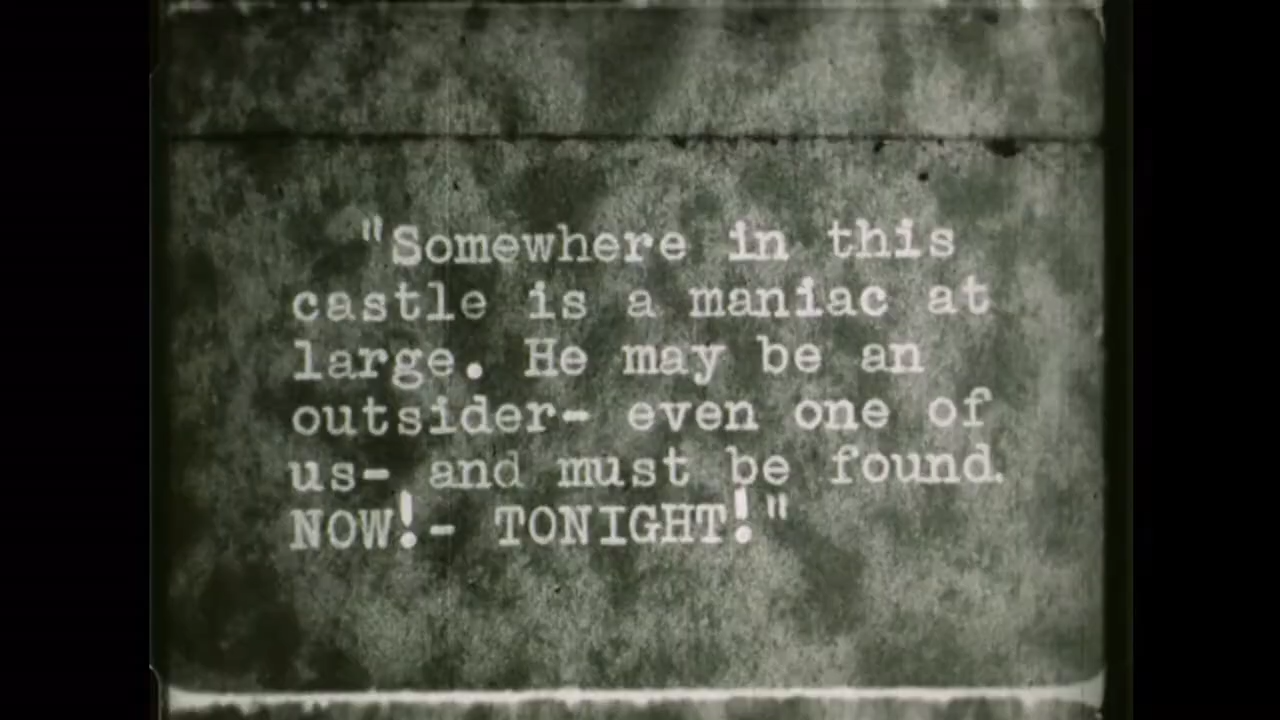 "Somewhere in this
castle is a maniac at
large. He may be an
outsider- even one of
us- and must be found.
NOW!- TONIGHT!"